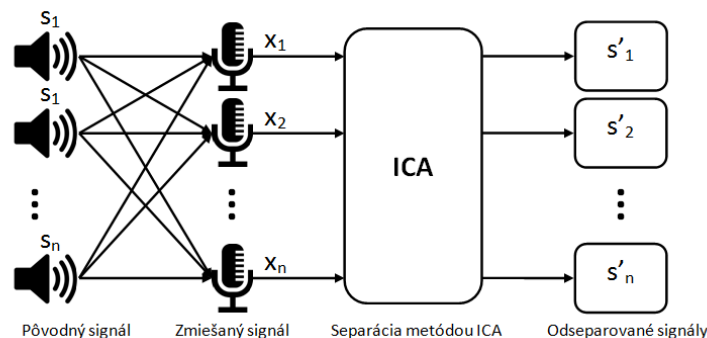 s₁
x₁
s'₁
s₁
x₂
s'₂
ICA
sₙ
xₙ
s'ₙ
Pôvodný signál
Zmiešaný signál
Separácia metódou ICA
Odseparované signály